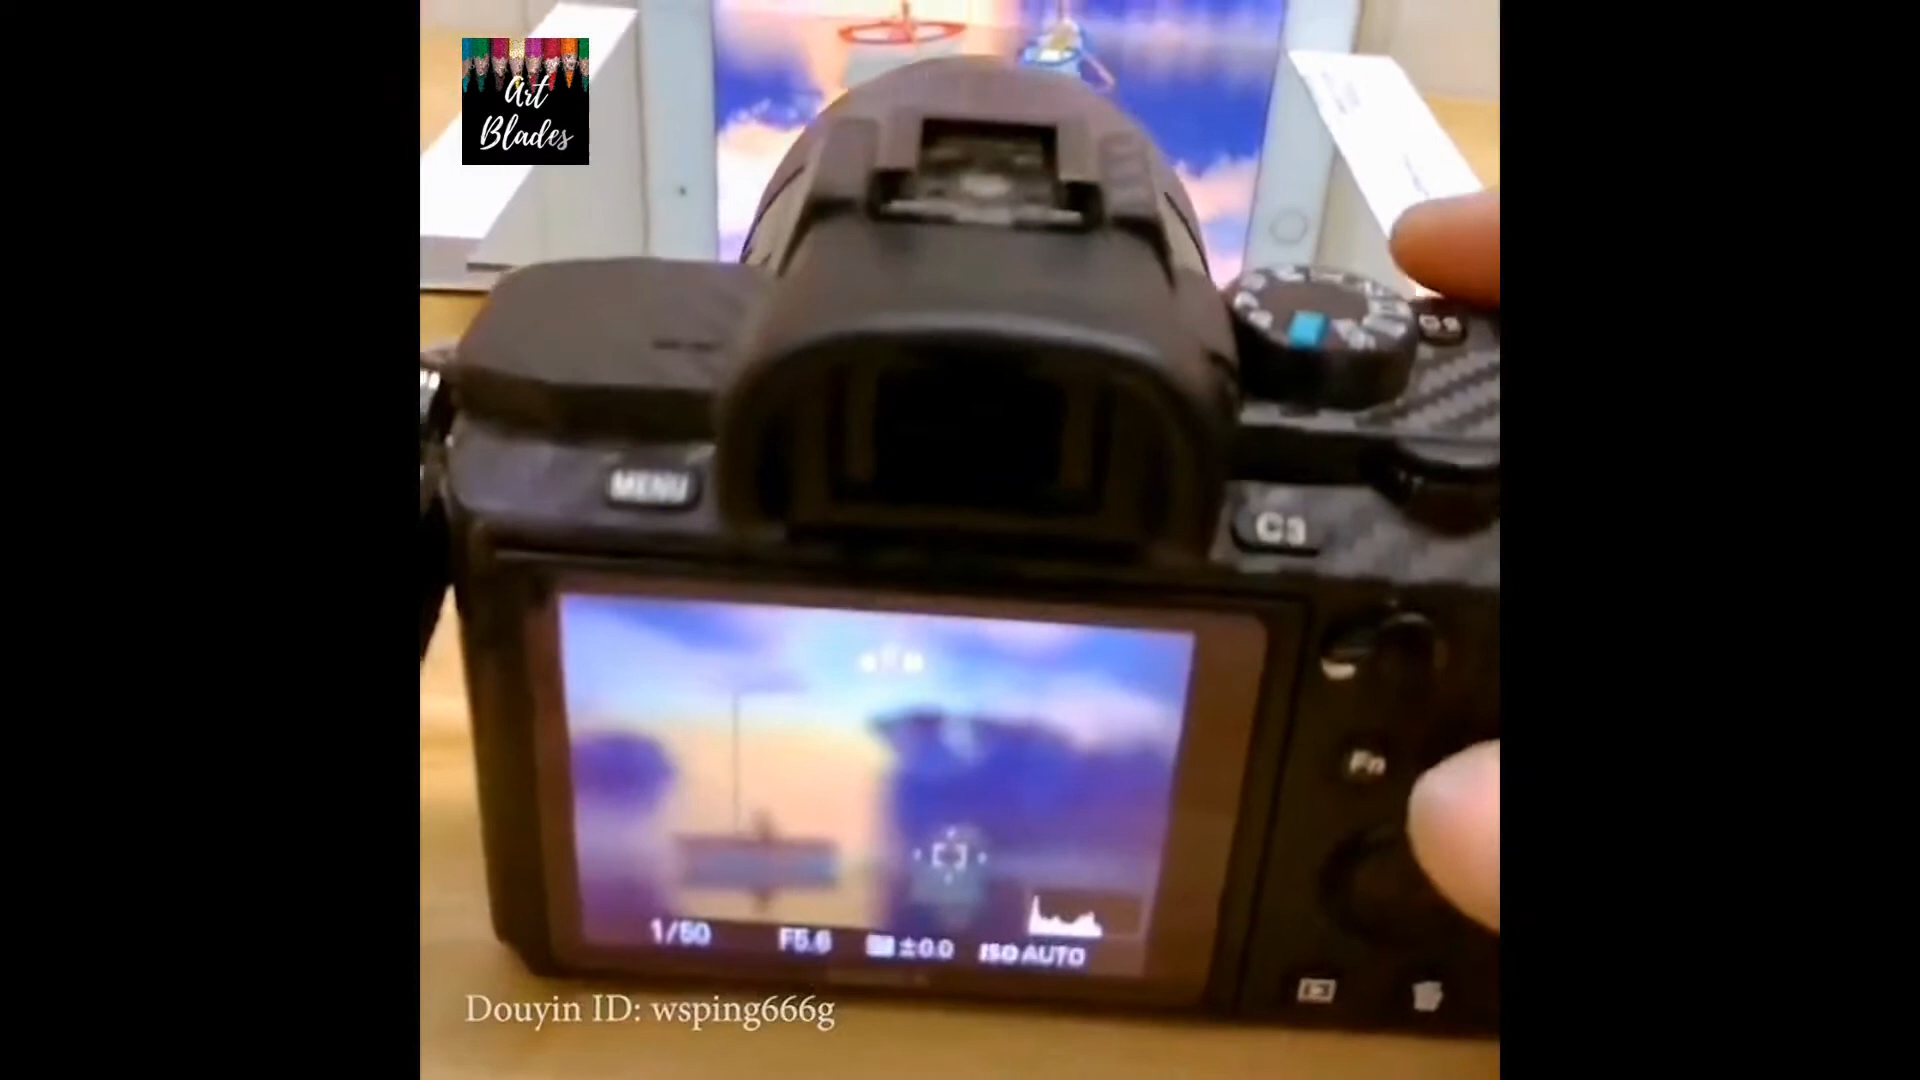 Art
Blades
MENU
C3
Fn
1/50
F5.6
±0.0
ISO AUTO
Douyin ID: wsping666g